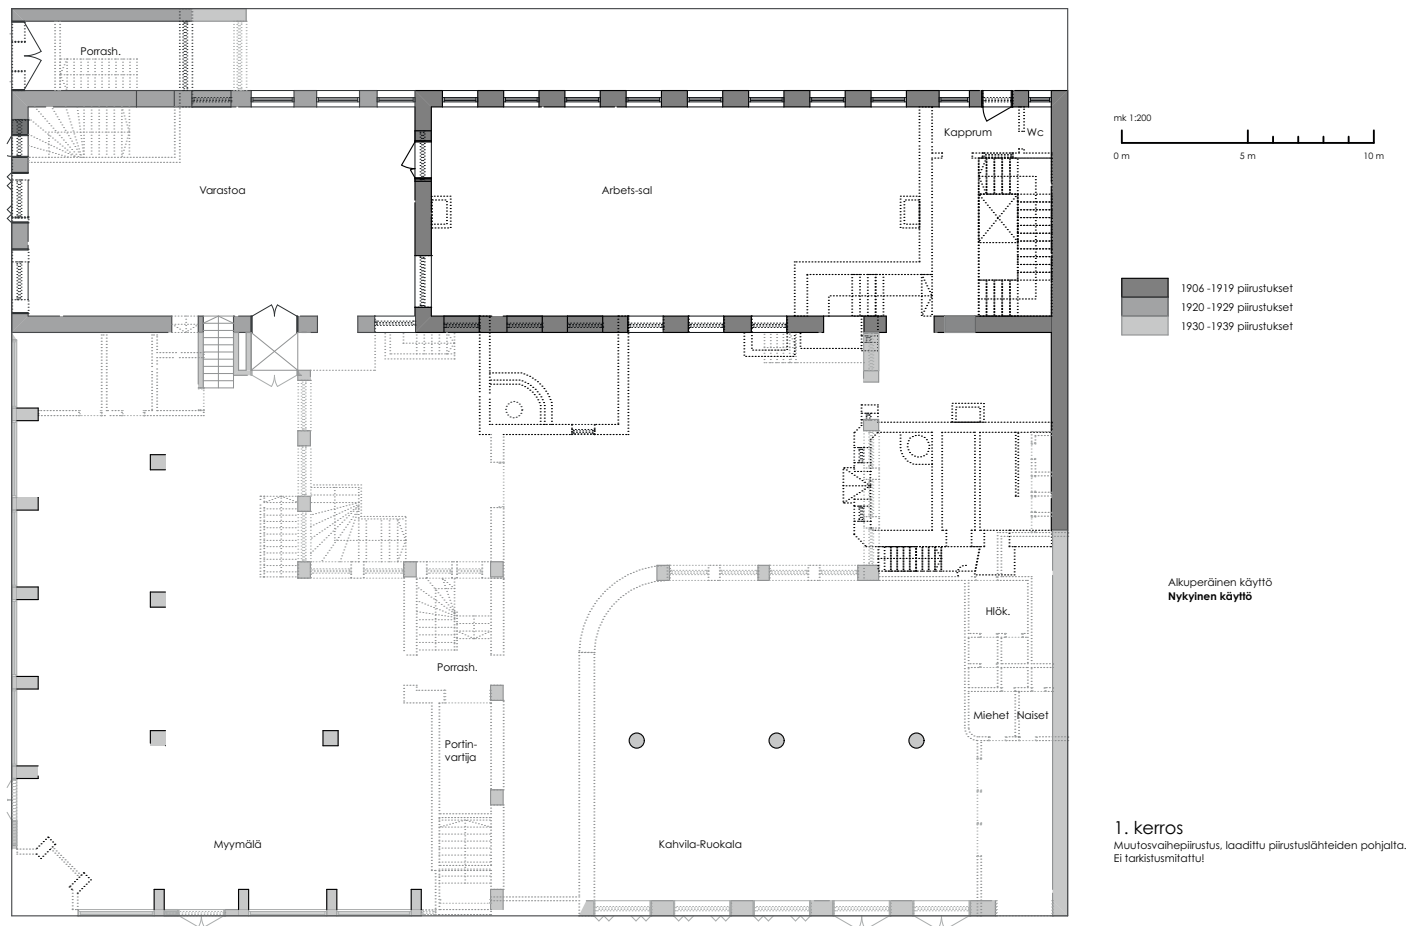 Porrash.
Kapprum
Wc
Varastoa
Arbets-sal
mk 1:200
0 m
5 m
10 m
1906 -1919 piirustukset
1920 -1929 piirustukset
1930 -1939 piirustukset
Alkuperäinen käyttö
Nykyinen käyttö
Hlök.
Porrash.
Miehet
Naiset
Portin-
vartija
Myymälä
Kahvila-Ruokala
1. kerros
Muutosvaihepiirustus, laadittu piirustuslähteiden pohjalta.
Ei tarkistusmitattu!